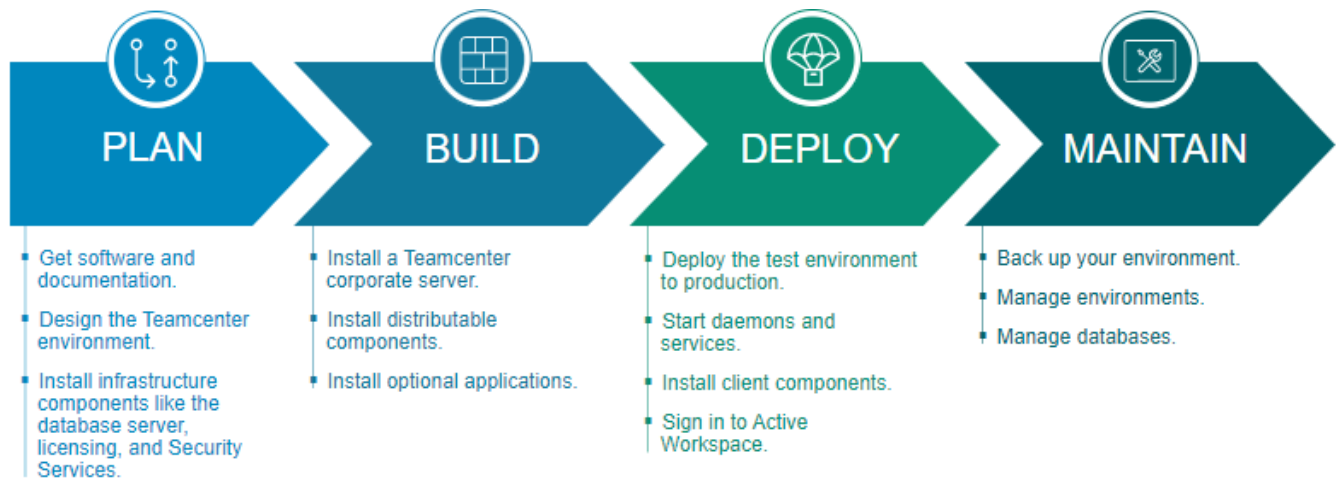 PLAN
Get software and
documentation.
Design the Teamcenter
environment.
Install infrastructure
components like the
database server,
licensing, and Security
Services.
BUILD
Install a Teamcenter
corporate server.
Install distributable
components.
Install optional applications.
DEPLOY
Deploy the test environment
to production.
Start daemons and
services.
Install client components.
Sign in to Active
Workspace.
MAINTAIN
Back up your environment.
Manage environments.
Manage databases.